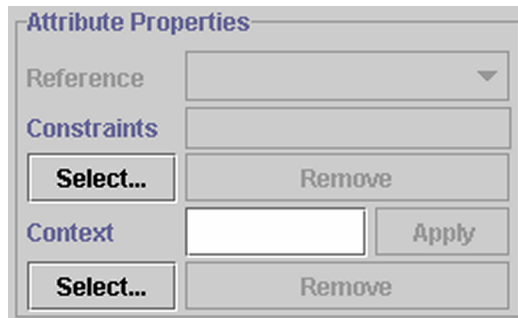 Attribute Properties
Reference
Constraints
Select... Remove
Context Apply
Select... Remove